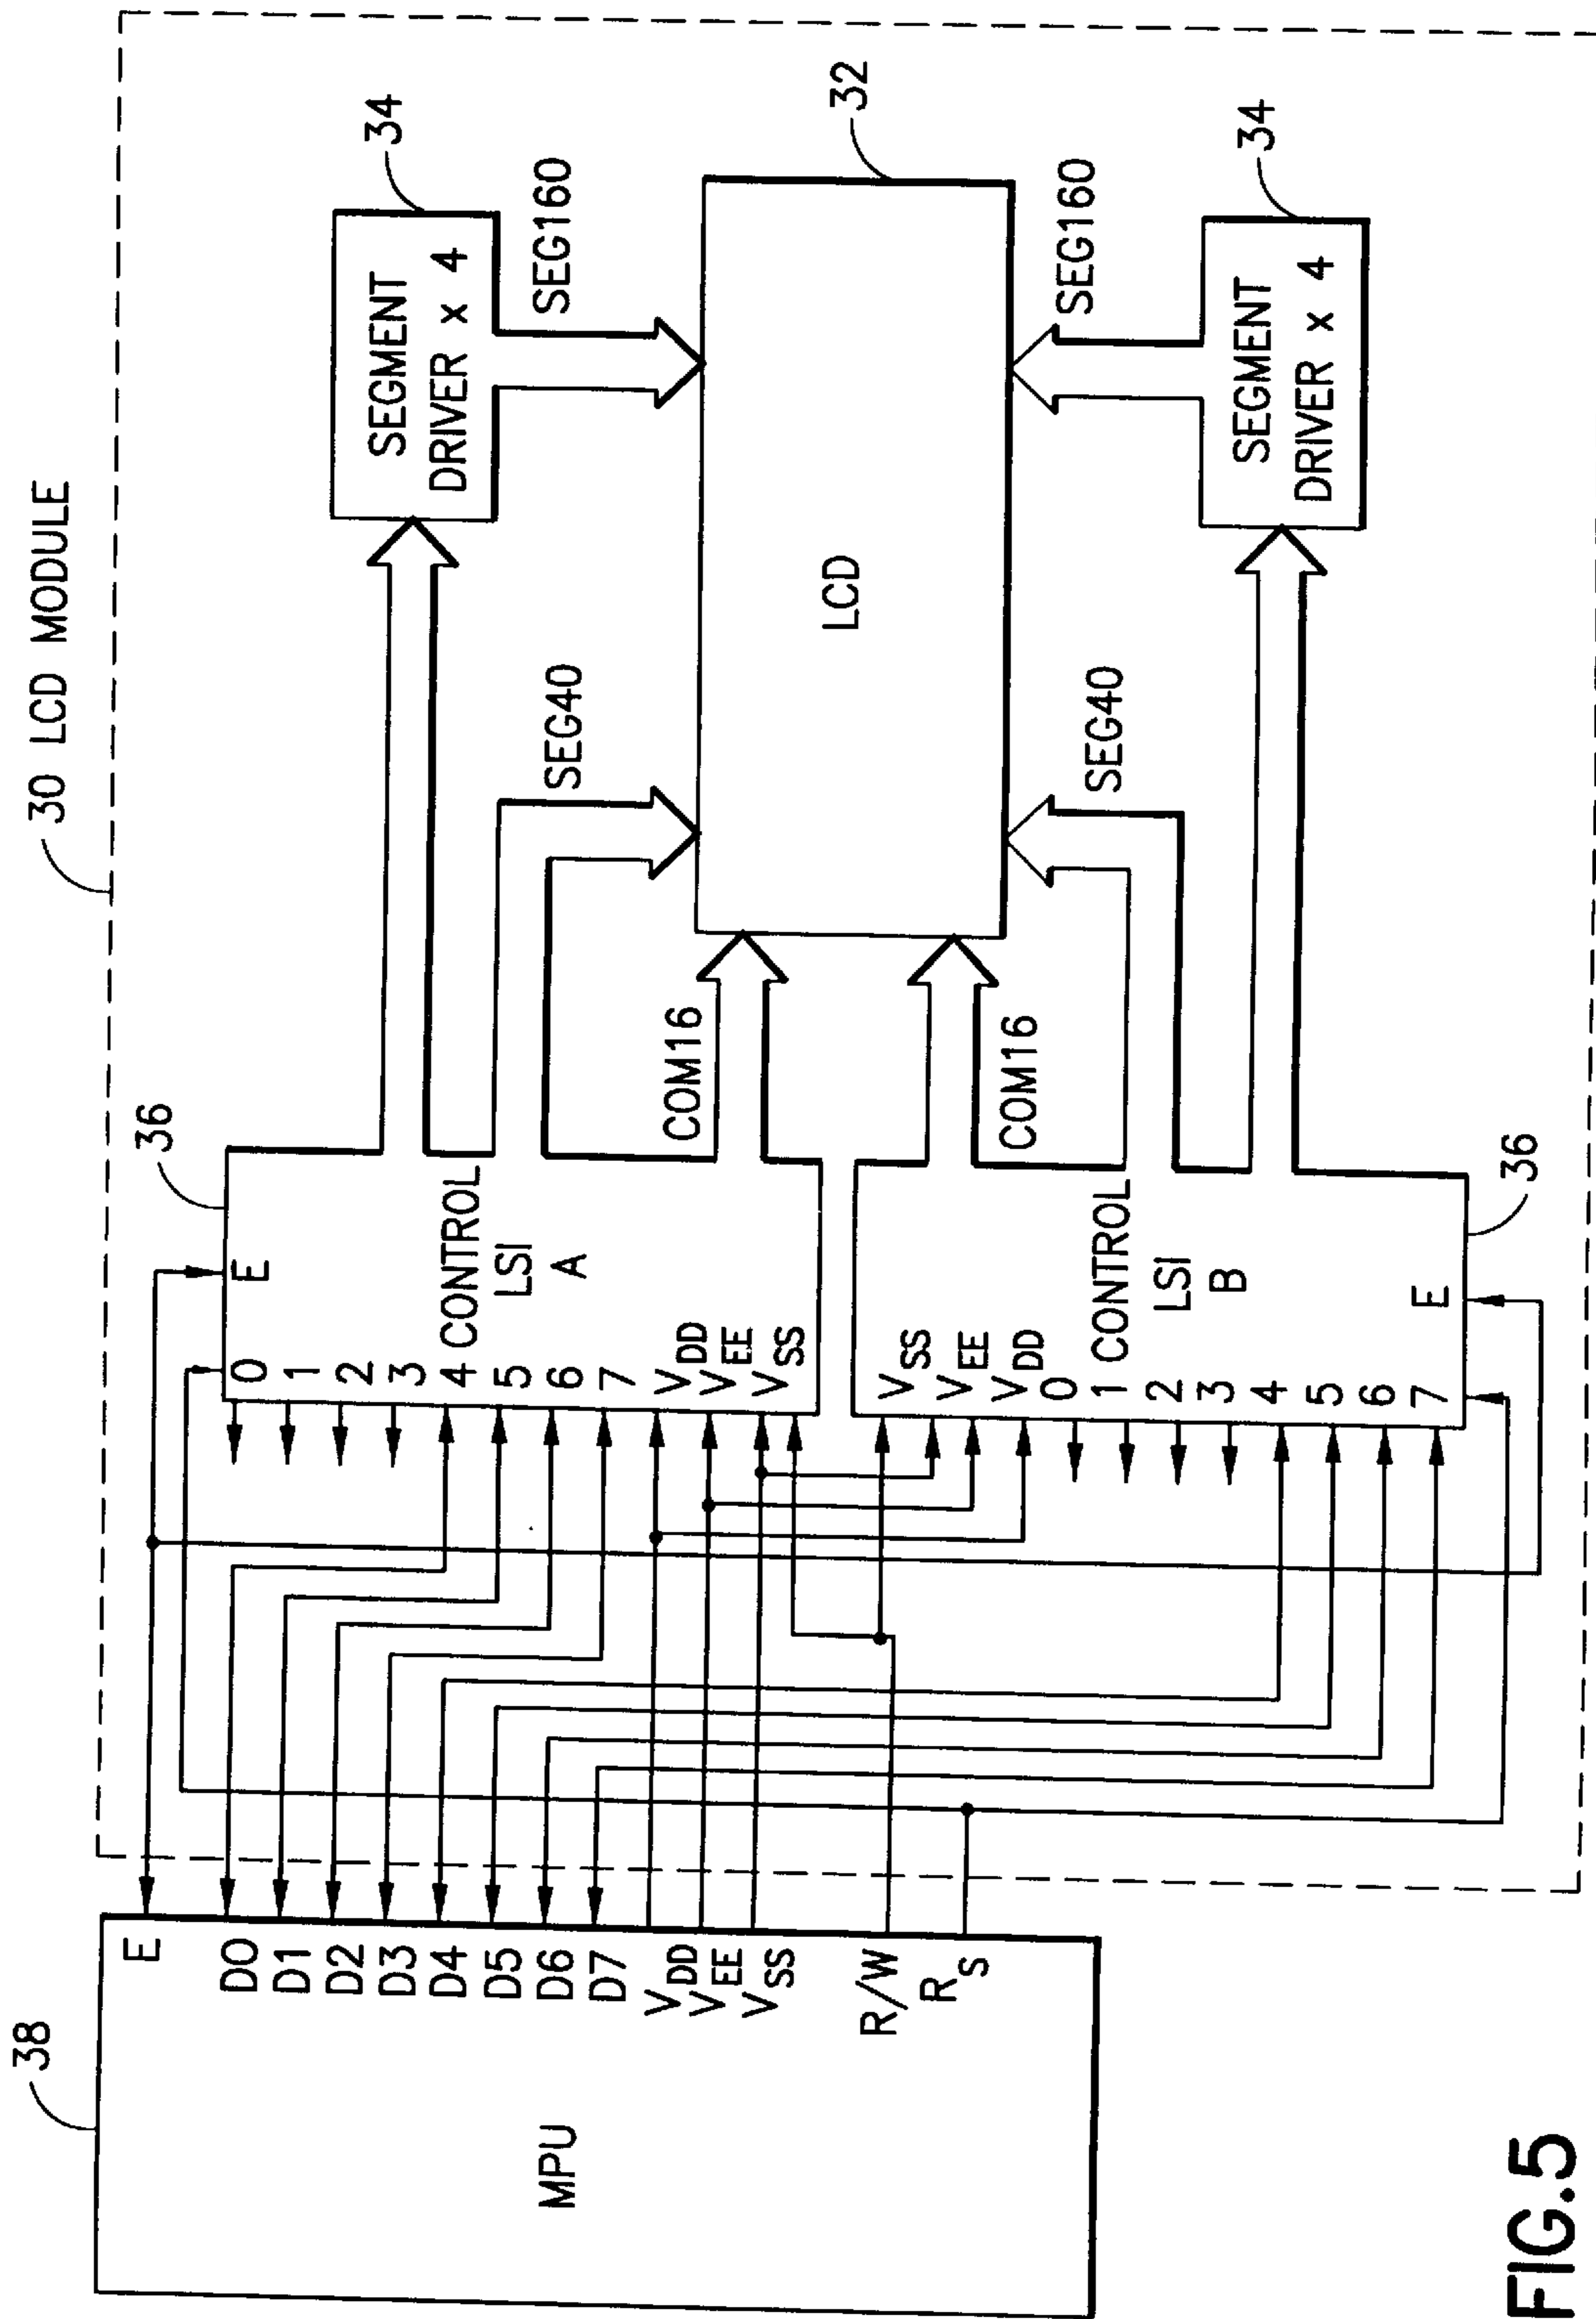 30 LCD MODULE
38
MPU
E
D0
D1
D2
D3
D4
D5
D6
D7
VDD
VEE
VSS
R/W
RS
36
E
0
1
2
3
4
5
6
7
VDD
VEE
VSS
CONTROL
LSI
A
VSS
VEE
VDD
0
1
2
3
4
5
6
7
E
CONTROL
LSI
B
36
COM16
COM16
SEG40
SEG40
LCD
32
SEGMENT
DRIVER x 4
34
SEG160
SEG160
SEGMENT
DRIVER x 4
34
FIG.5